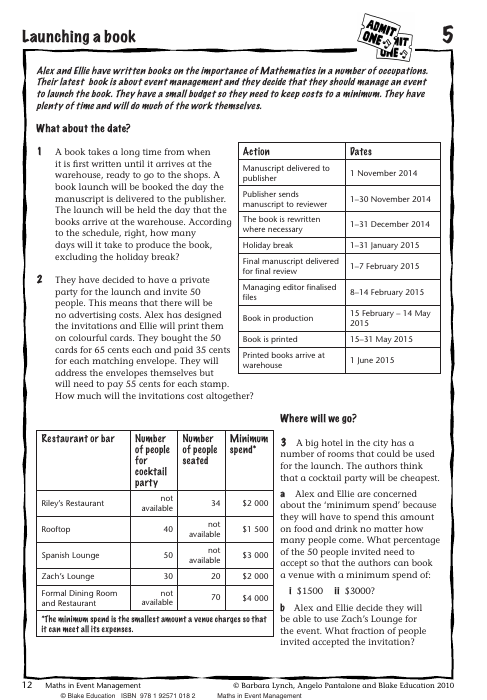 Launching a book
ADMIT
ONE
MIT
ONE
5
Alex and Ellie have written books on the importance of Mathematics in a number of occupations.
Their latest book is about event management and they decide that they should manage an event
to launch the book. They have a small budget so they need to keep costs to a minimum. They have
plenty of time and will do much of the work themselves.
What about the date?
1 A book takes a long time from when
it is first written until it arrives at the
warehouse, ready to go to the shops. A
book launch will be booked the day the
manuscript is delivered to the publisher.
The launch will be held the day that the
books arrive at the warehouse. According
to the schedule, right, how many
days will it take to produce the book,
excluding the holiday break?
2 They have decided to have a private
party for the launch and invite 50
people. This means that there will be
no advertising costs. Alex has designed
the invitations and Ellie will print them
on colourful cards. They bought the 50
cards for 65 cents each and paid 35 cents
for each matching envelope. They will
address the envelopes themselves but
will need to pay 55 cents for each stamp.
How much will the invitations cost altogether?
Action Dates
Manuscript delivered to
publisher 1 November 2014
Publisher sends
manuscript to reviewer 1–30 November 2014
The book is rewritten
where necessary 1–31 December 2014
Holiday break 1–31 January 2015
Final manuscript delivered
for final review 1–7 February 2015
Managing editor finalised
files 8–14 February 2015
Book in production 15 February – 14 May
2015
Book is printed 15–31 May 2015
Printed books arrive at
warehouse 1 June 2015
Restaurant or bar Number of people for cocktail party Number of people seated Minimum spend*
Riley's Restaurant not available 34 $2 000
Rooftop 40 not available $1 500
Spanish Lounge 50 not available $3 000
Zach's Lounge 30 20 $2 000
Formal Dining Room and Restaurant not available 70 $4 000
*The minimum spend is the smallest amount a venue charges so that
it can meet all its expenses.
Where will we go?
3 A big hotel in the city has a
number of rooms that could be used
for the launch. The authors think
that a cocktail party will be cheapest.
a Alex and Ellie are concerned
about the 'minimum spend' because
they will have to spend this amount
on food and drink no matter how
many people come. What percentage
of the 50 people invited need to
accept so that the authors can book
a venue with a minimum spend of:
i $1500 ii $3000?
b Alex and Ellie decide they will
be able to use Zach's Lounge for
the event. What fraction of people
invited accepted the invitation?
12 Maths in Event Management © Barbara Lynch, Angelo Pantalone and Blake Education 2010
© Blake Education ISBN 978 1 92571 018 2 Maths in Event Management